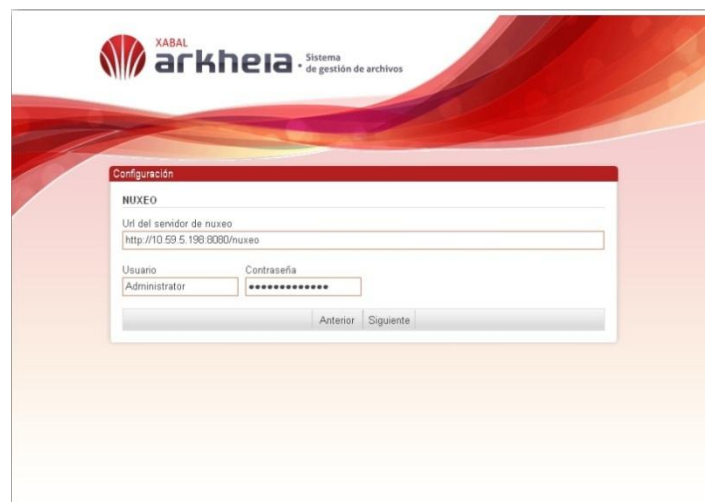 XABAL
arkheia · Sistema
de gestión de archivos
Configuración
NUXEO
Url del servidor de nuxeo
http://10.59.5.198:8080/nuxeo
Usuario Contraseña
Administrator •••••••••••••
Anterior Siguiente